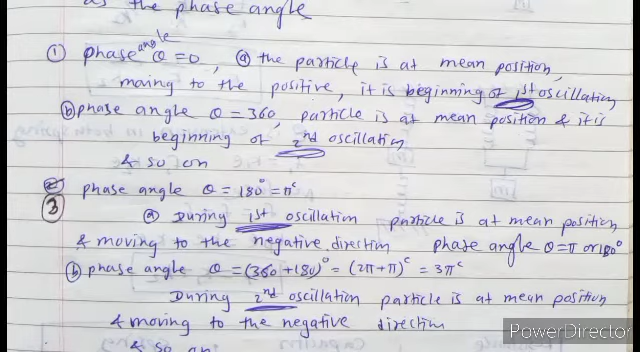 as the phase angle
① phase angle θ = 0, ⓐ the particle is at mean position,
moving to the positive, it is beginning of 1st oscillation
ⓑ phase angle θ = 360, particle is at mean position & it is
beginning of 2nd oscillation
& so on
③ phase angle θ = 180° = πᶜ
ⓐ During 1st oscillation particle is at mean position
& moving to the negative direction phase angle θ = π or 180°
ⓑ phase angle θ = (360 + 180)° = (2π + π)ᶜ = 3πᶜ
During 2nd oscillation particle is at mean position
& moving to the negative direction
& so on
PowerDirector